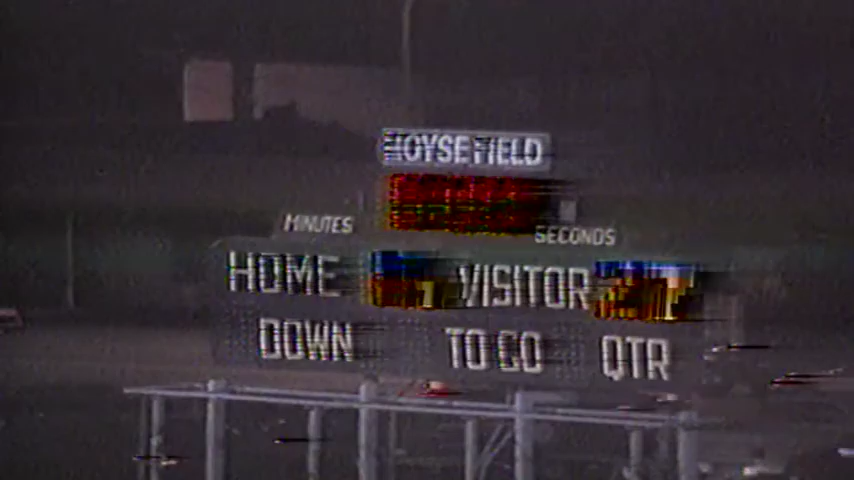 HOYSE FIELD
MINUTES SECONDS
HOME VISITOR
DOWN TO GO QTR